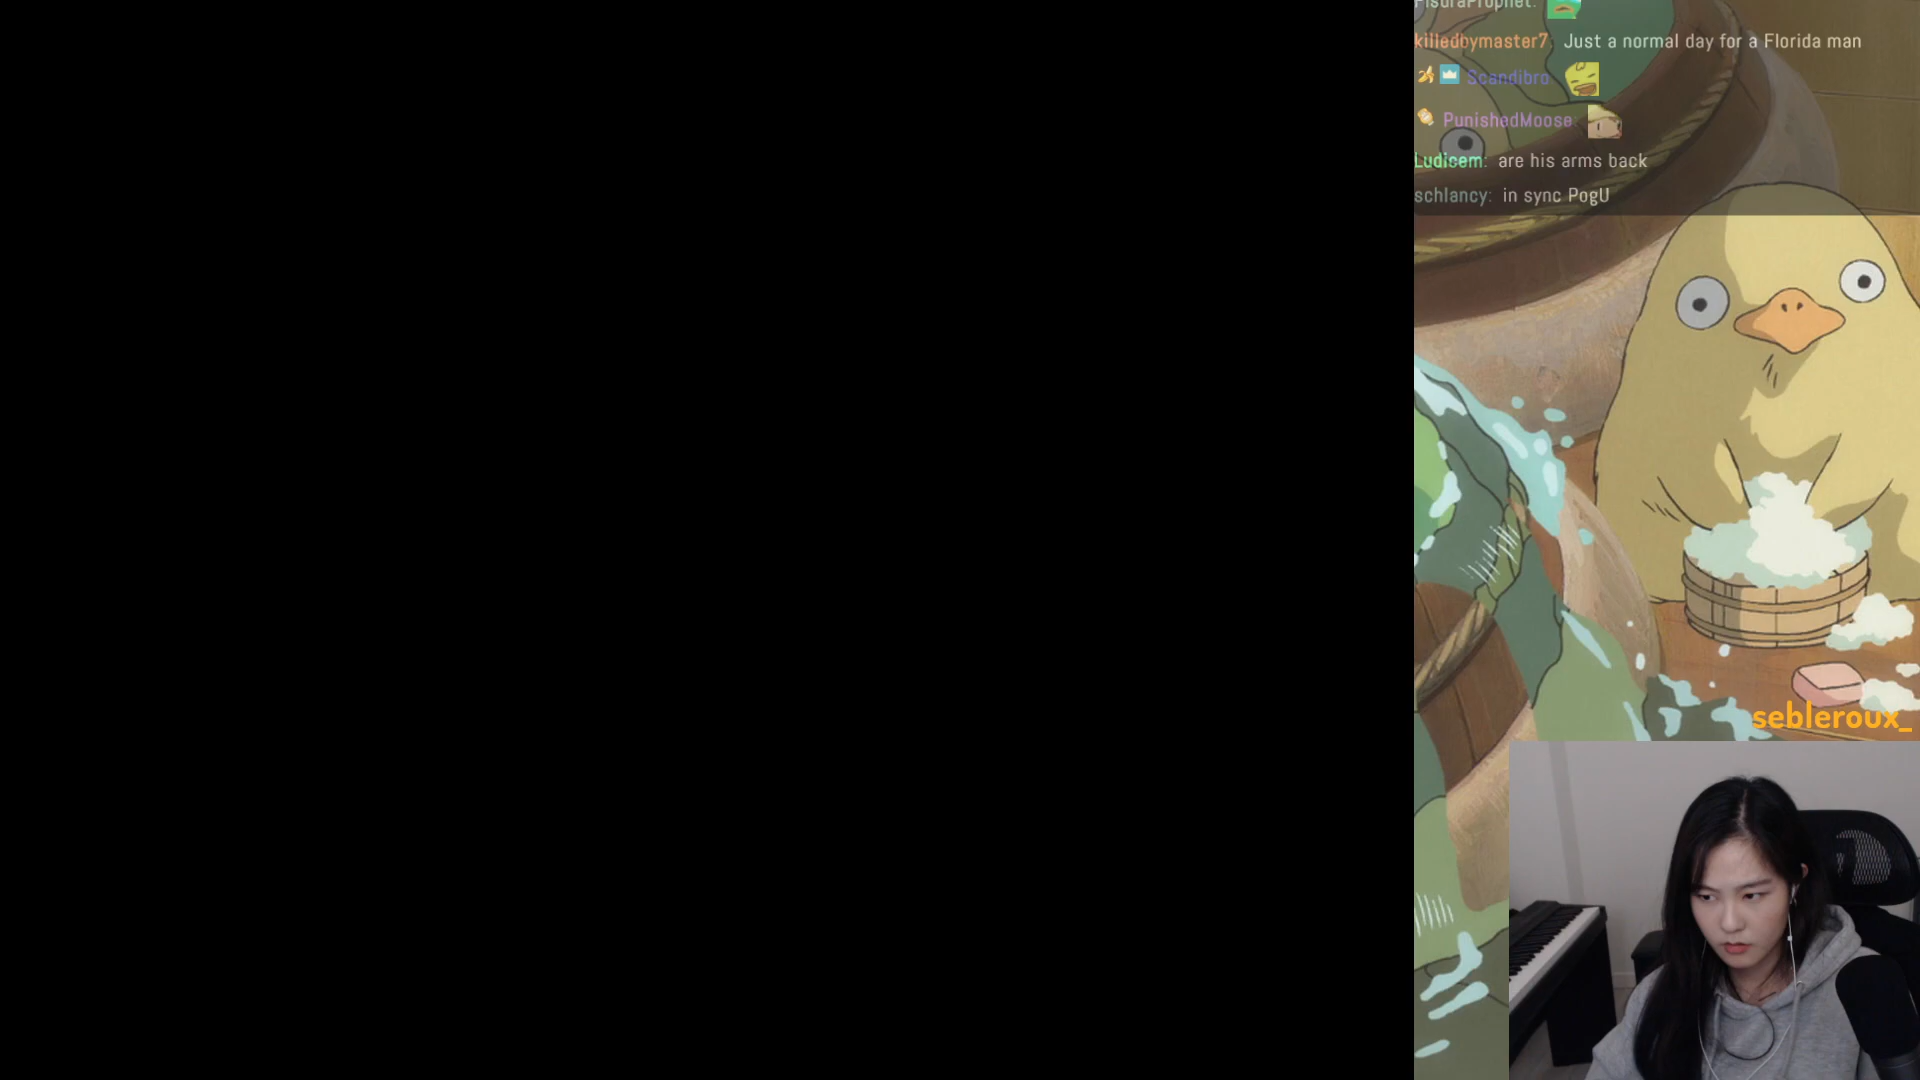 PisuraProphet:
killedbymaster7: Just a normal day for a Florida man
Scandibro
PunishedMoose:
Ludicem: are his arms back
schlancy: in sync PogU
sebleroux_